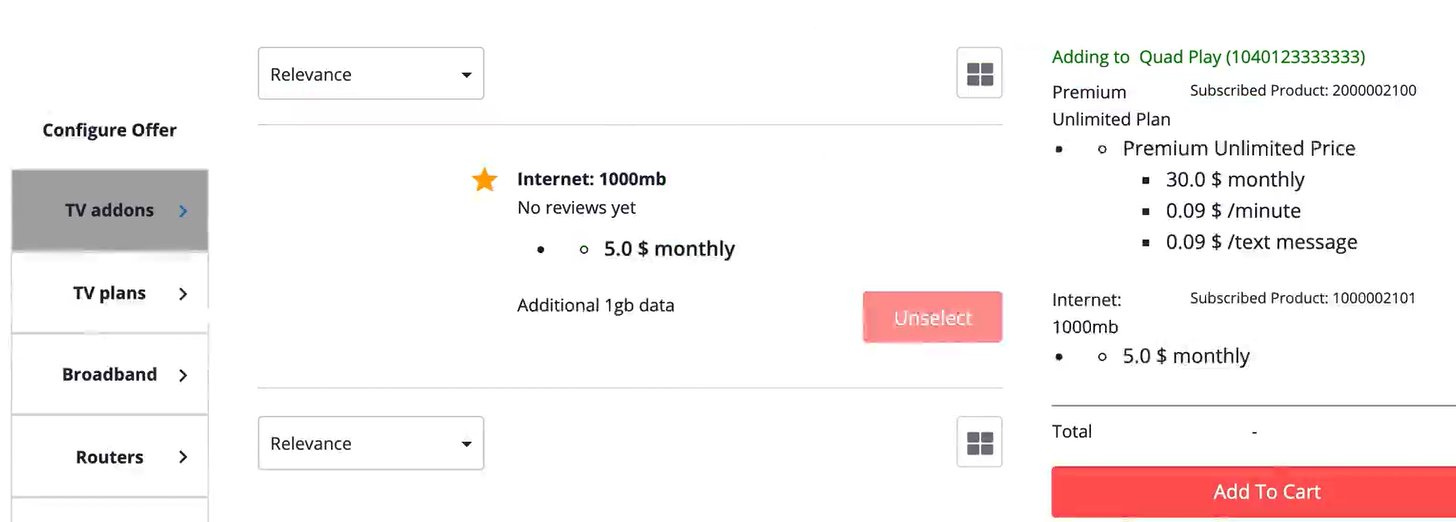 Configure Offer
TV addons
TV plans
Broadband
Routers
Relevance
Internet: 1000mb
No reviews yet
5.0 $ monthly
Additional 1gb data
Unselect
Relevance
Adding to Quad Play (1040123333333)
Premium Unlimited Plan
Subscribed Product: 2000002100
Premium Unlimited Price
30.0 $ monthly
0.09 $ /minute
0.09 $ /text message
Internet: 1000mb
Subscribed Product: 1000002101
5.0 $ monthly
Total -
Add To Cart